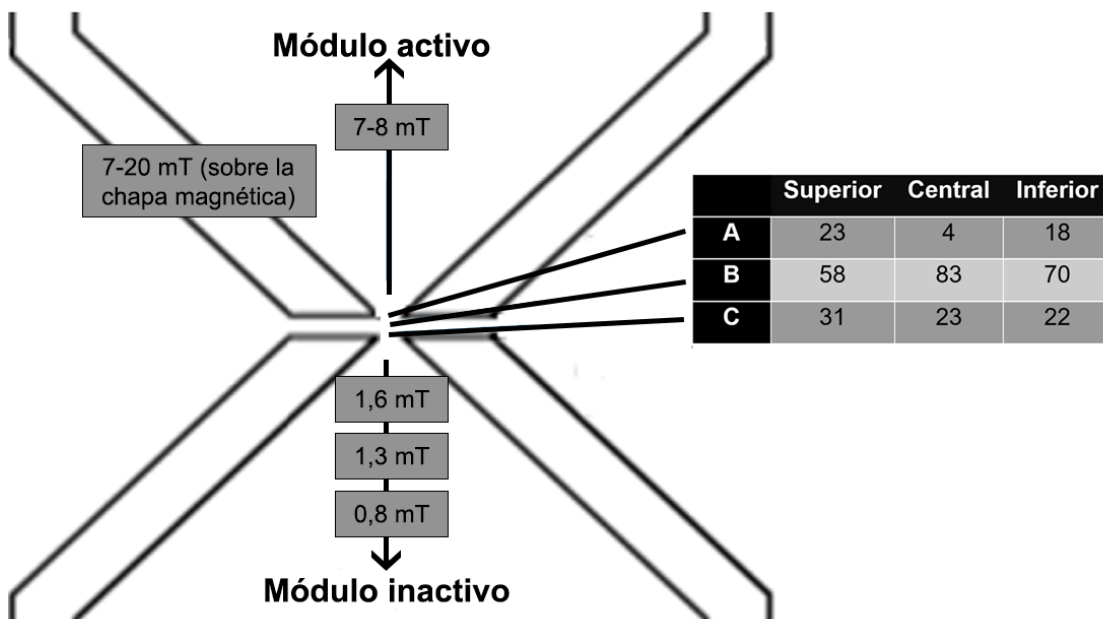 Módulo activo
7-8 mT
7-20 mT (sobre la
chapa magnética)
Superior Central Inferior
A 23 4 18
B 58 83 70
C 31 23 22
1,6 mT
1,3 mT
0,8 mT
Módulo inactivo